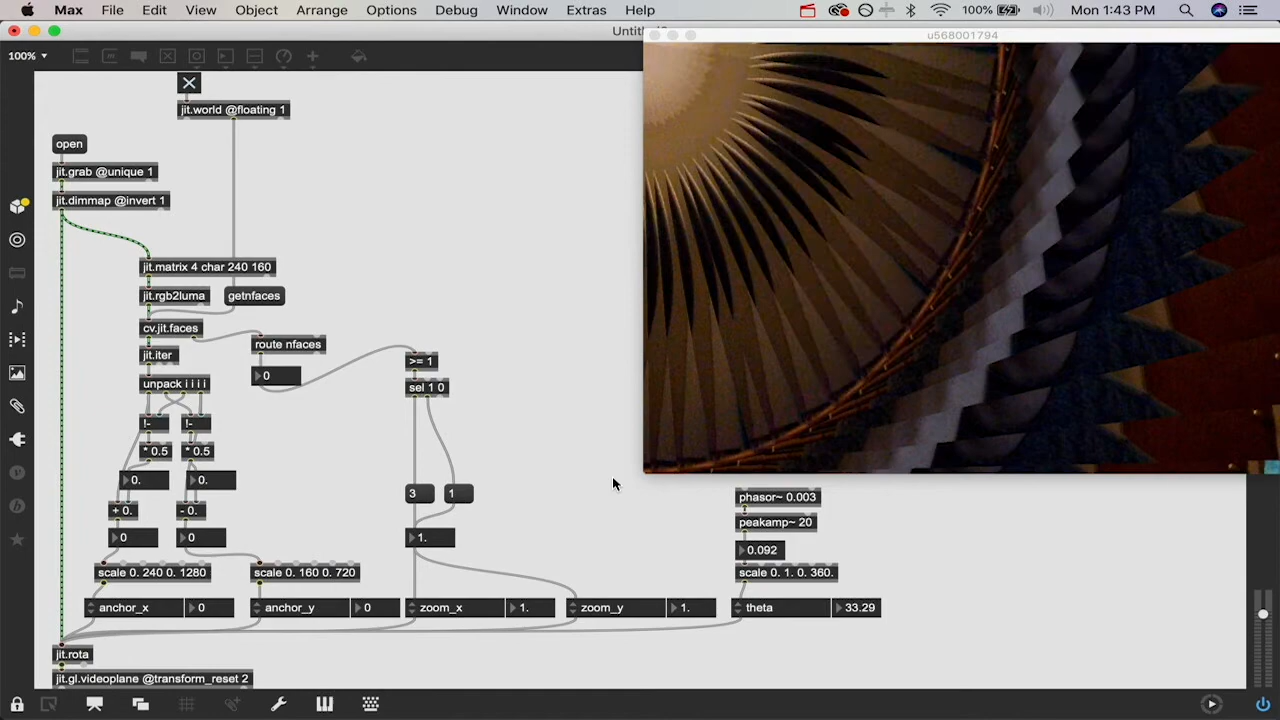 Max File Edit View Object Arrange Options Debug Window Extras Help 100% Mon 1:43 PM
u568001794
100%
jit.world @floating 1
open
jit.grab @unique 1
jit.dimmap @invert 1
jit.matrix 4 char 240 160
jit.rgb2luma getnfaces
cv.jit.faces
route nfaces
jit.iter
>= 1
0
unpack i i i i
sel 1 0
!- !-
* 0.5 * 0.5
0. 0.
3 1
phasor~ 0.003
+ 0. - 0.
peakamp~ 20
0 0 1.
0.092
scale 0. 240 0. 1280 scale 0. 160 0. 720 scale 0. 1. 0. 360.
anchor_x 0 anchor_y 0 zoom_x 1. zoom_y 1. theta 33.29
jit.rota
jit.gl.videoplane @transform_reset 2